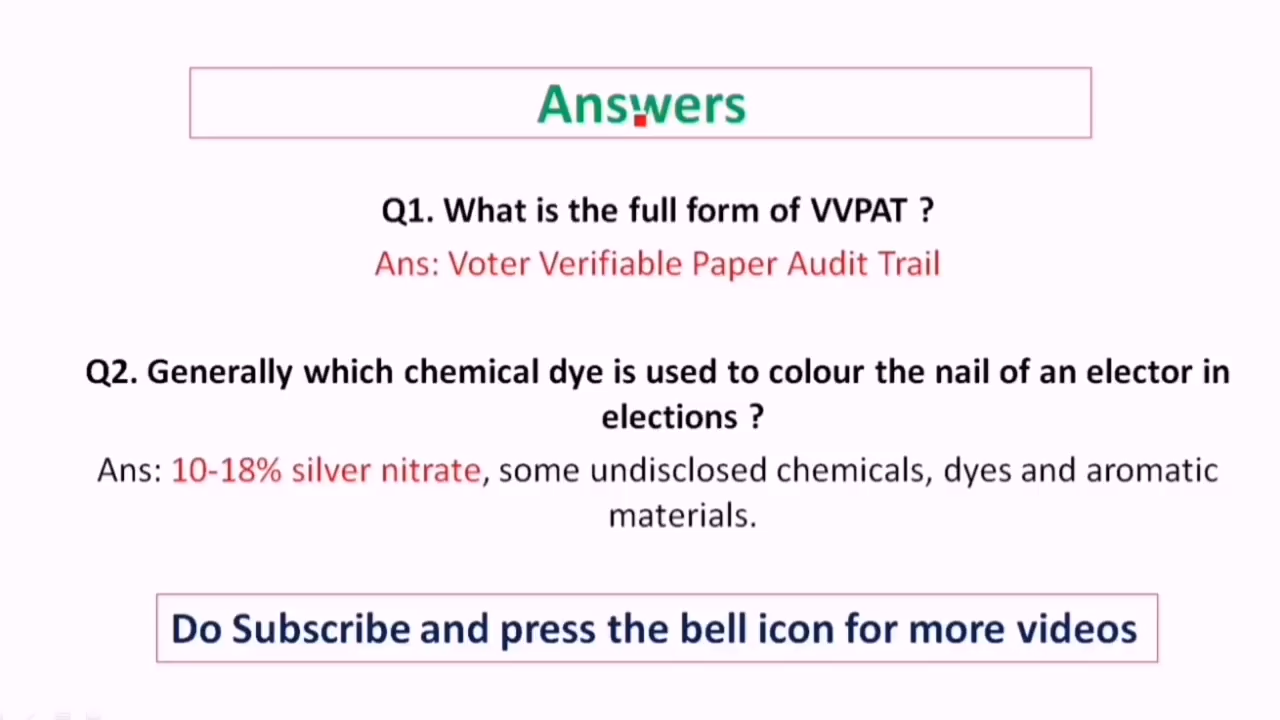 Answers
Q1. What is the full form of VVPAT ?
Ans: Voter Verifiable Paper Audit Trail
Q2. Generally which chemical dye is used to colour the nail of an elector in
elections ?
Ans: 10-18% silver nitrate, some undisclosed chemicals, dyes and aromatic
materials.
Do Subscribe and press the bell icon for more videos